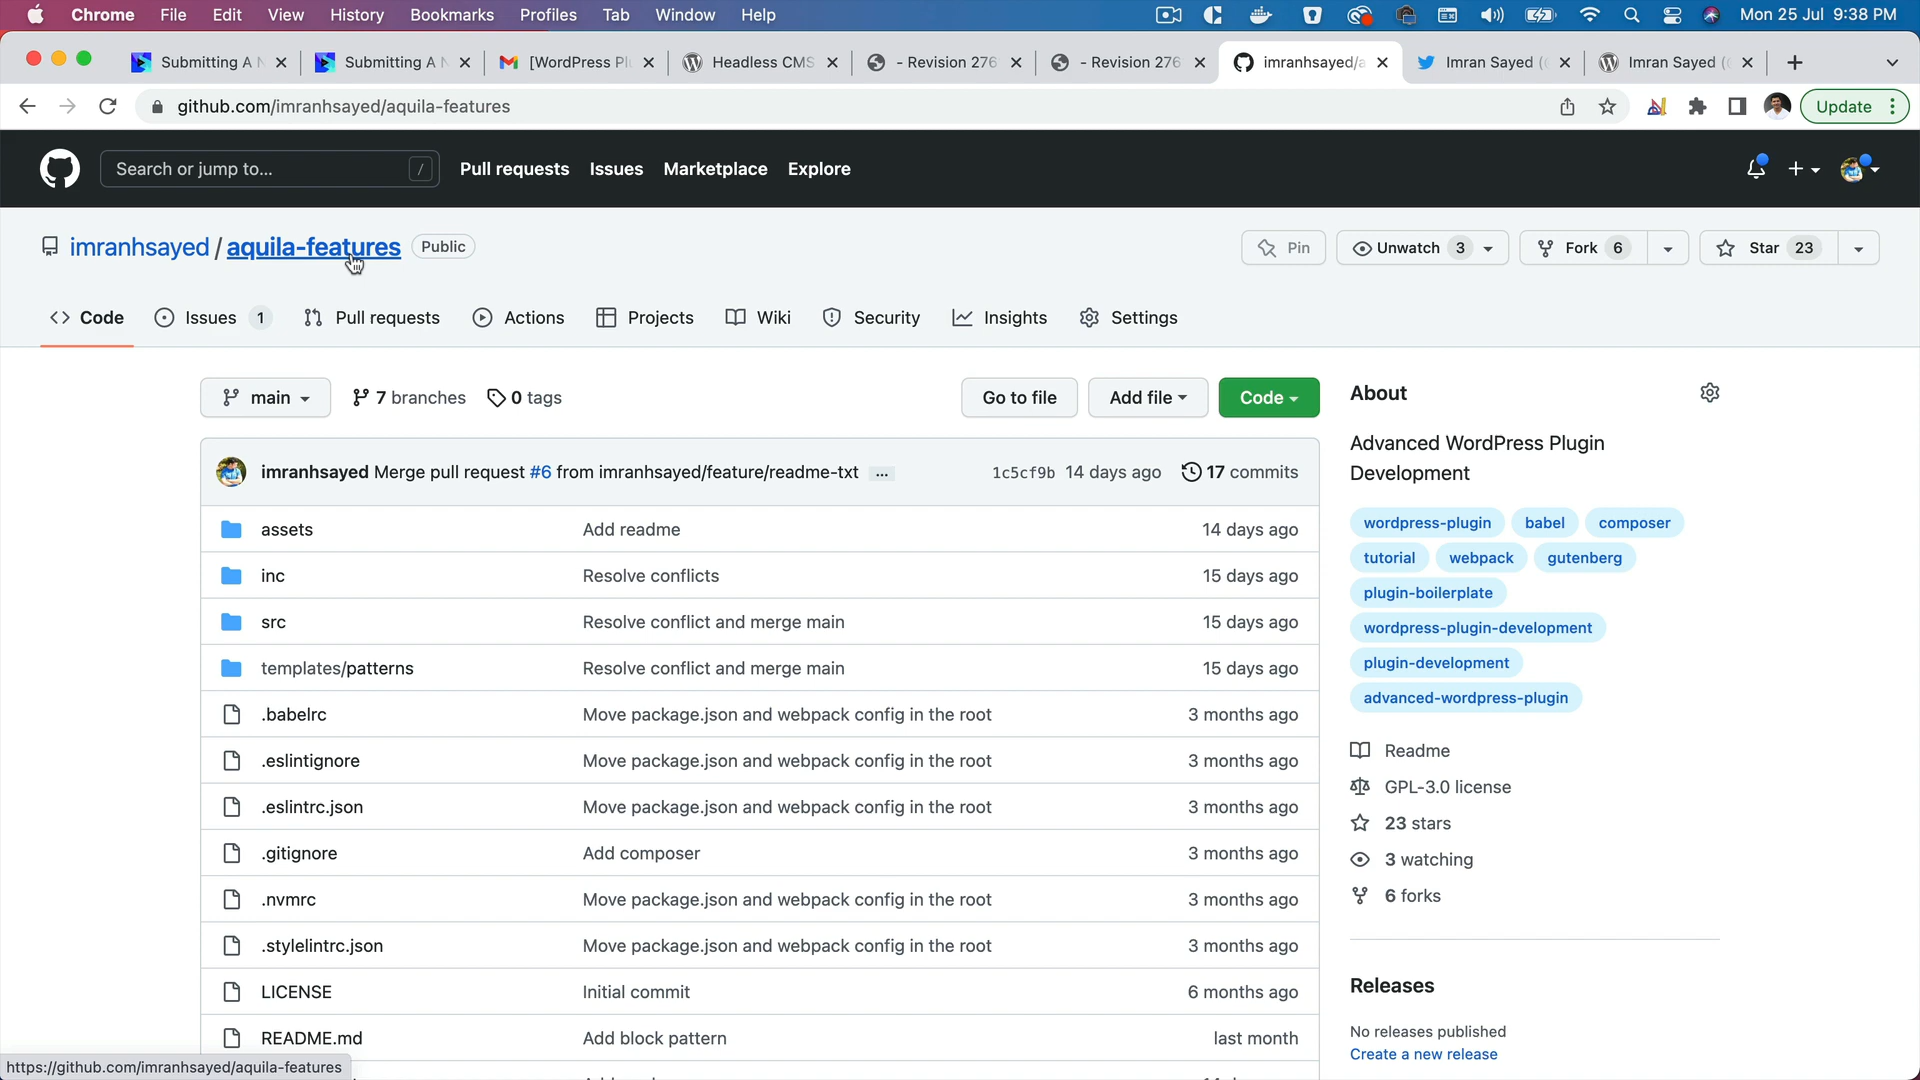 Chrome File Edit View History Bookmarks Profiles Tab Window Help Mon 25 Jul 9:38 PM
Submitting A N Submitting A N [WordPress Pl Headless CMS - Revision 276 - Revision 276 imranhsayed/a Imran Sayed ( Imran Sayed (
github.com/imranhsayed/aquila-features Update
Search or jump to... / Pull requests Issues Marketplace Explore
imranhsayed / aquila-features Public Pin Unwatch 3 Fork 6 Star 23
Code Issues 1 Pull requests Actions Projects Wiki Security Insights Settings
main 7 branches 0 tags Go to file Add file Code
imranhsayed Merge pull request #6 from imranhsayed/feature/readme-txt ... 1c5cf9b 14 days ago 17 commits
assets Add readme 14 days ago
inc Resolve conflicts 15 days ago
src Resolve conflict and merge main 15 days ago
templates/patterns Resolve conflict and merge main 15 days ago
.babelrc Move package.json and webpack config in the root 3 months ago
.eslintignore Move package.json and webpack config in the root 3 months ago
.eslintrc.json Move package.json and webpack config in the root 3 months ago
.gitignore Add composer 3 months ago
.nvmrc Move package.json and webpack config in the root 3 months ago
.stylelintrc.json Move package.json and webpack config in the root 3 months ago
LICENSE Initial commit 6 months ago
README.md Add block pattern last month
About
Advanced WordPress Plugin
Development
wordpress-plugin babel composer
tutorial webpack gutenberg
plugin-boilerplate
wordpress-plugin-development
plugin-development
advanced-wordpress-plugin
Readme
GPL-3.0 license
23 stars
3 watching
6 forks
Releases
No releases published
Create a new release
https://github.com/imranhsayed/aquila-features